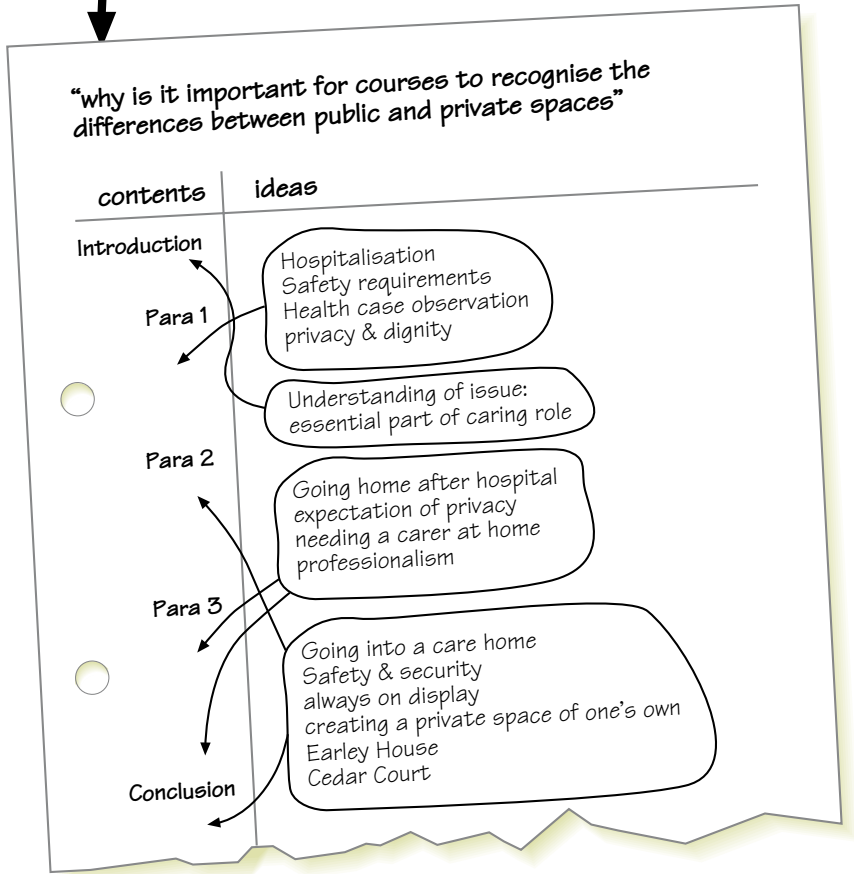 “why is it important for courses to recognise the
differences between public and private spaces”
contents
ideas
Introduction
Para 1
Hospitalisation
Safety requirements
Health case observation
privacy & dignity
Understanding of issue:
essential part of caring role
Para 2
Going home after hospital
expectation of privacy
needing a carer at home
professionalism
Para 3
Going into a care home
Safety & security
always on display
creating a private space of one’s own
Earley House
Cedar Court
Conclusion